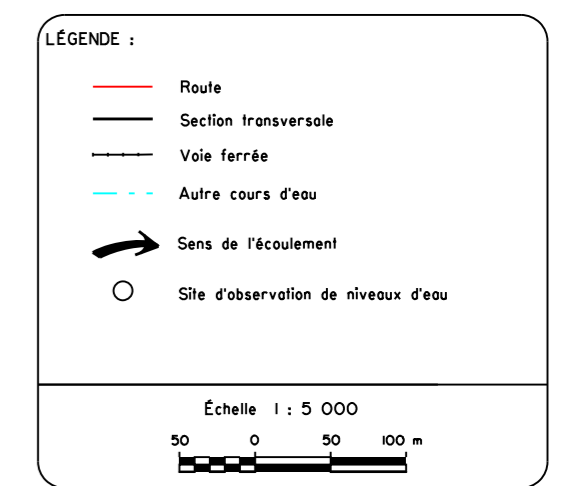 LÉGENDE :
Route
Section transversale
Voie ferrée
Autre cours d'eau
Sens de l'écoulement
Site d'observation de niveaux d'eau
Échelle 1 : 5 000
50 0 50 100 m